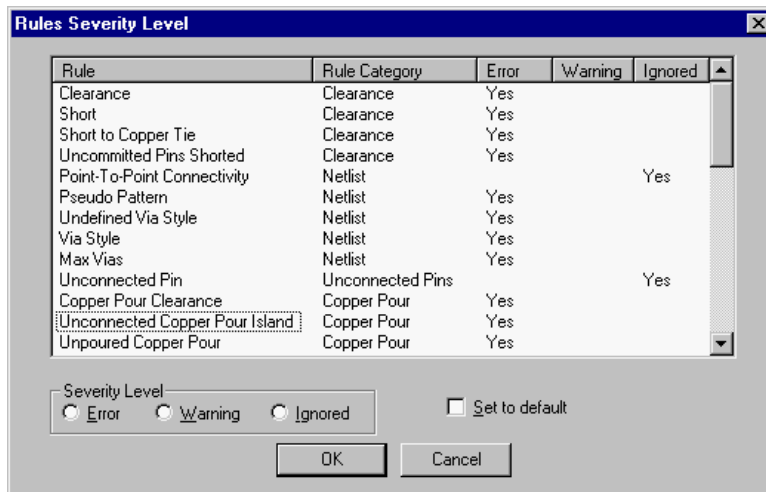 Rules Severity Level
Rule Rule Category Error Warning Ignored
Clearance Clearance Yes
Short Clearance Yes
Short to Copper Tie Clearance Yes
Uncommitted Pins Shorted Clearance Yes
Point-To-Point Connectivity Netlist Yes
Pseudo Pattern Netlist Yes
Undefined Via Style Netlist Yes
Via Style Netlist Yes
Max Vias Netlist Yes
Unconnected Pin Unconnected Pins Yes
Copper Pour Clearance Copper Pour Yes
Unconnected Copper Pour Island Copper Pour Yes
Unpoured Copper Pour Copper Pour Yes
Severity Level
Error Warning Ignored
Set to default
OK Cancel